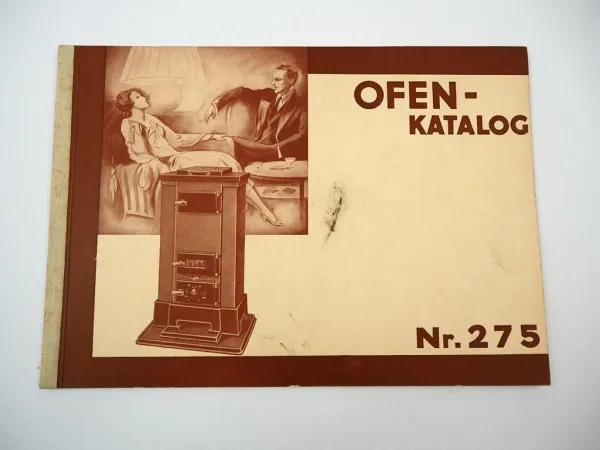 OFEN-
KATALOG
Nr. 275